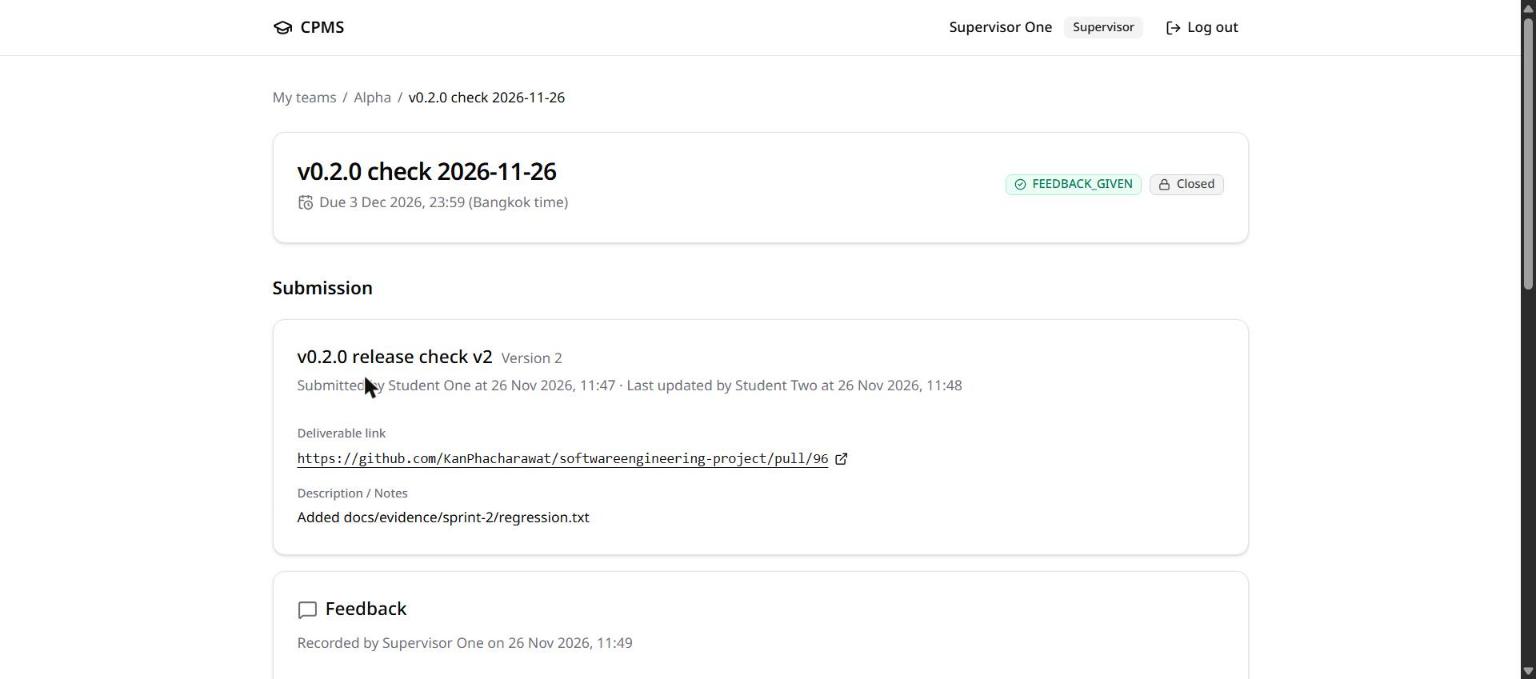 CPMS
Supervisor One Supervisor Log out
My teams / Alpha / v0.2.0 check 2026-11-26
v0.2.0 check 2026-11-26
FEEDBACK_GIVEN Closed
Due 3 Dec 2026, 23:59 (Bangkok time)
Submission
v0.2.0 release check v2 Version 2
Submitted by Student One at 26 Nov 2026, 11:47 · Last updated by Student Two at 26 Nov 2026, 11:48
Deliverable link
https://github.com/KanPhacharawat/softwareengineering-project/pull/96
Description / Notes
Added docs/evidence/sprint-2/regression.txt
Feedback
Recorded by Supervisor One on 26 Nov 2026, 11:49